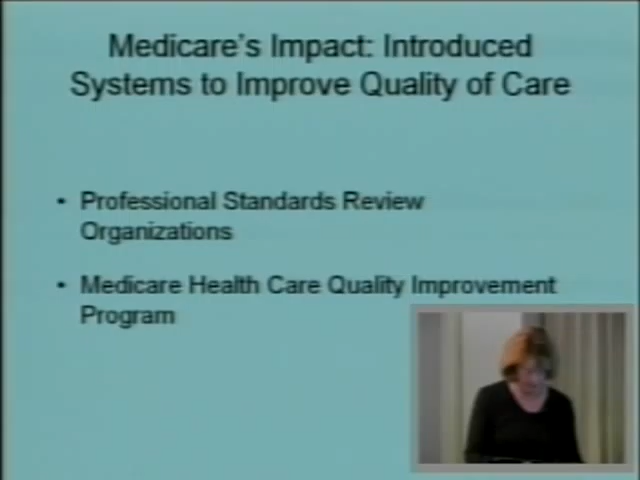 Medicare's Impact: Introduced
Systems to Improve Quality of Care
• Professional Standards Review
Organizations
• Medicare Health Care Quality Improvement
Program